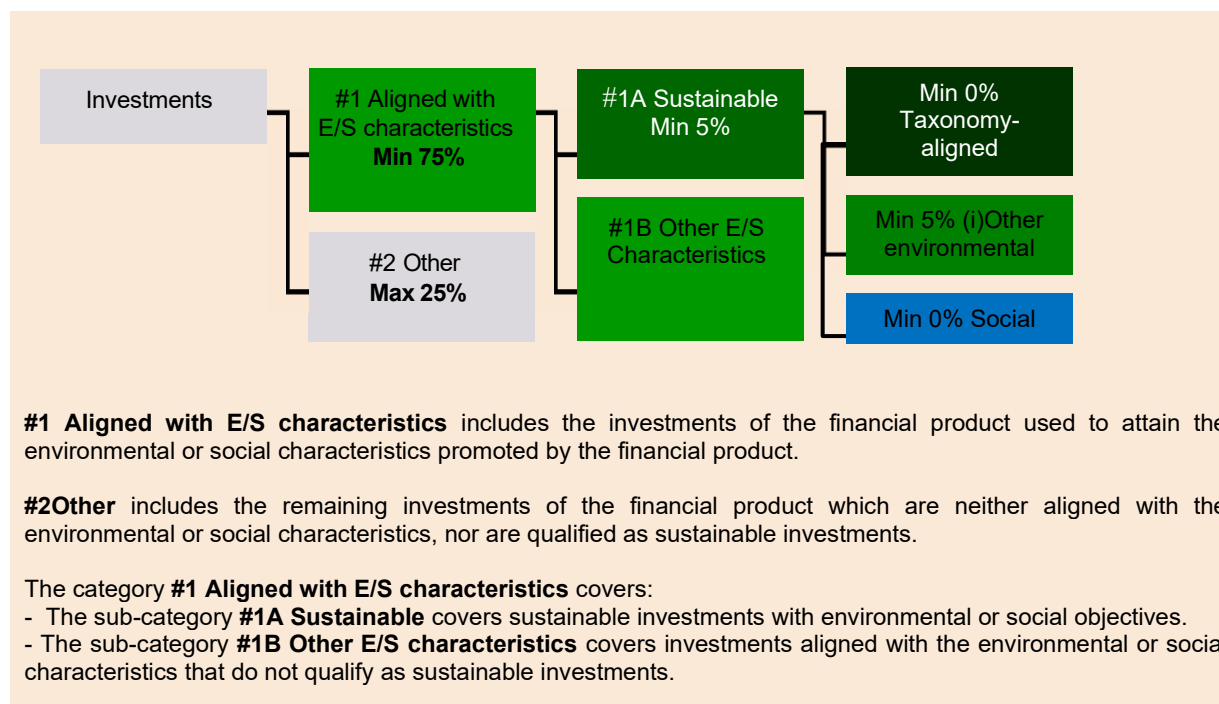 Investments
#1 Aligned with
E/S characteristics
Min 75%
#2 Other
Max 25%
#1A Sustainable
Min 5%
#1B Other E/S
Characteristics
Min 0%
Taxonomy-
aligned
Min 5% (i)Other
environmental
Min 0% Social
#1 Aligned with E/S characteristics includes the investments of the financial product used to attain the
environmental or social characteristics promoted by the financial product.
#2Other includes the remaining investments of the financial product which are neither aligned with the
environmental or social characteristics, nor are qualified as sustainable investments.
The category #1 Aligned with E/S characteristics covers:
- The sub-category #1A Sustainable covers sustainable investments with environmental or social objectives.
- The sub-category #1B Other E/S characteristics covers investments aligned with the environmental or social
characteristics that do not qualify as sustainable investments.